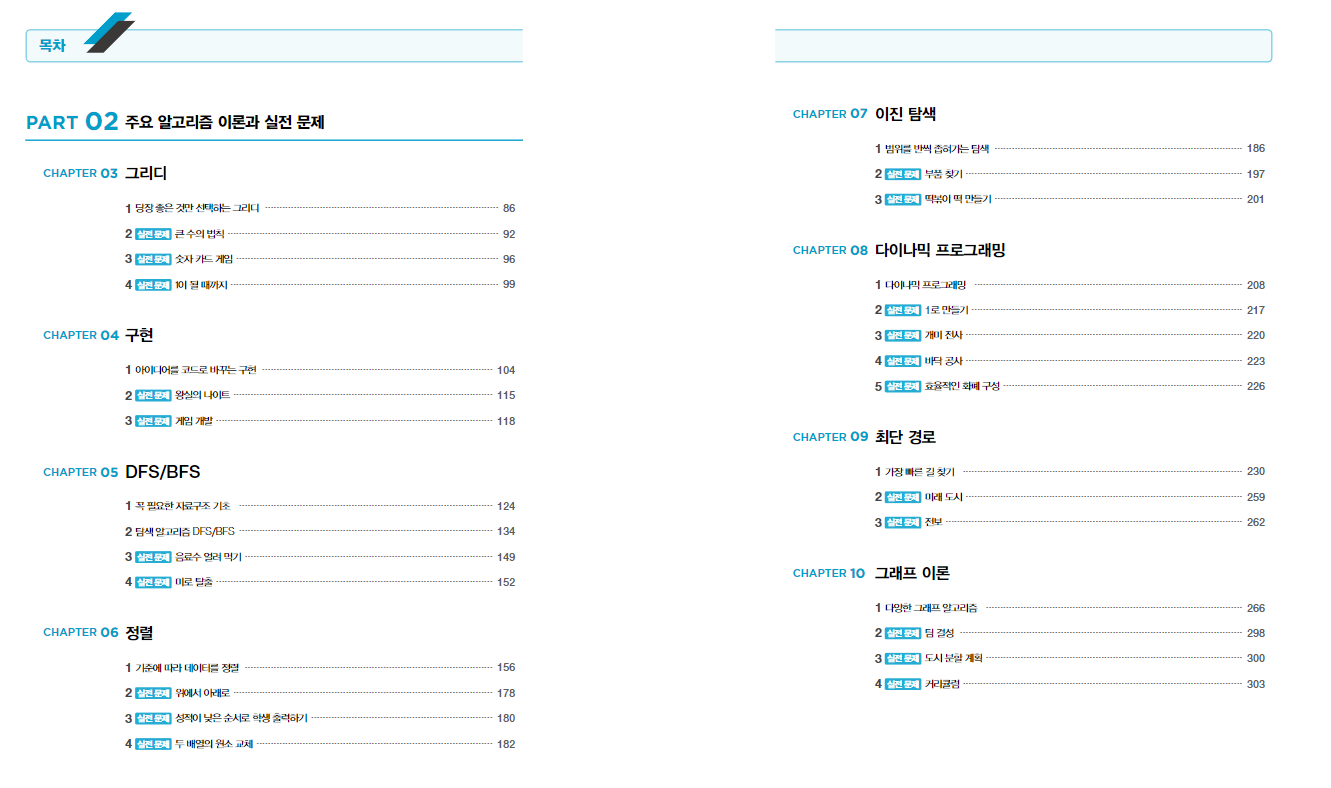 목차
PART 02 주요 알고리즘 이론과 실전 문제
CHAPTER 03 그리디
1 당장 좋은 것만 선택하는 그리디 86
2 실전 문제 큰 수의 법칙 92
3 실전 문제 숫자 카드 게임 96
4 실전 문제 1이 될 때까지 99
CHAPTER 04 구현
1 아이디어를 코드로 바꾸는 구현 104
2 실전 문제 왕실의 나이트 115
3 실전 문제 게임 개발 118
CHAPTER 05 DFS/BFS
1 꼭 필요한 자료구조 기초 124
2 탐색 알고리즘 DFS/BFS 134
3 실전 문제 음료수 얼려 먹기 149
4 실전 문제 미로 탈출 152
CHAPTER 06 정렬
1 기준에 따라 데이터를 정렬 156
2 실전 문제 위에서 아래로 178
3 실전 문제 성적이 낮은 순서로 학생 출력하기 180
4 실전 문제 두 배열의 원소 교체 182
CHAPTER 07 이진 탐색
1 범위를 반씩 좁혀가는 탐색 186
2 실전 문제 부품 찾기 197
3 실전 문제 떡볶이 떡 만들기 201
CHAPTER 08 다이나믹 프로그래밍
1 다이나믹 프로그래밍 208
2 실전 문제 1로 만들기 217
3 실전 문제 개미 전사 220
4 실전 문제 바닥 공사 223
5 실전 문제 효율적인 화폐 구성 226
CHAPTER 09 최단 경로
1 가장 빠른 길 찾기 230
2 실전 문제 미래 도시 259
3 실전 문제 전보 262
CHAPTER 10 그래프 이론
1 다양한 그래프 알고리즘 266
2 실전 문제 팀 결성 298
3 실전 문제 도시 분할 계획 300
4 실전 문제 커리큘럼 303